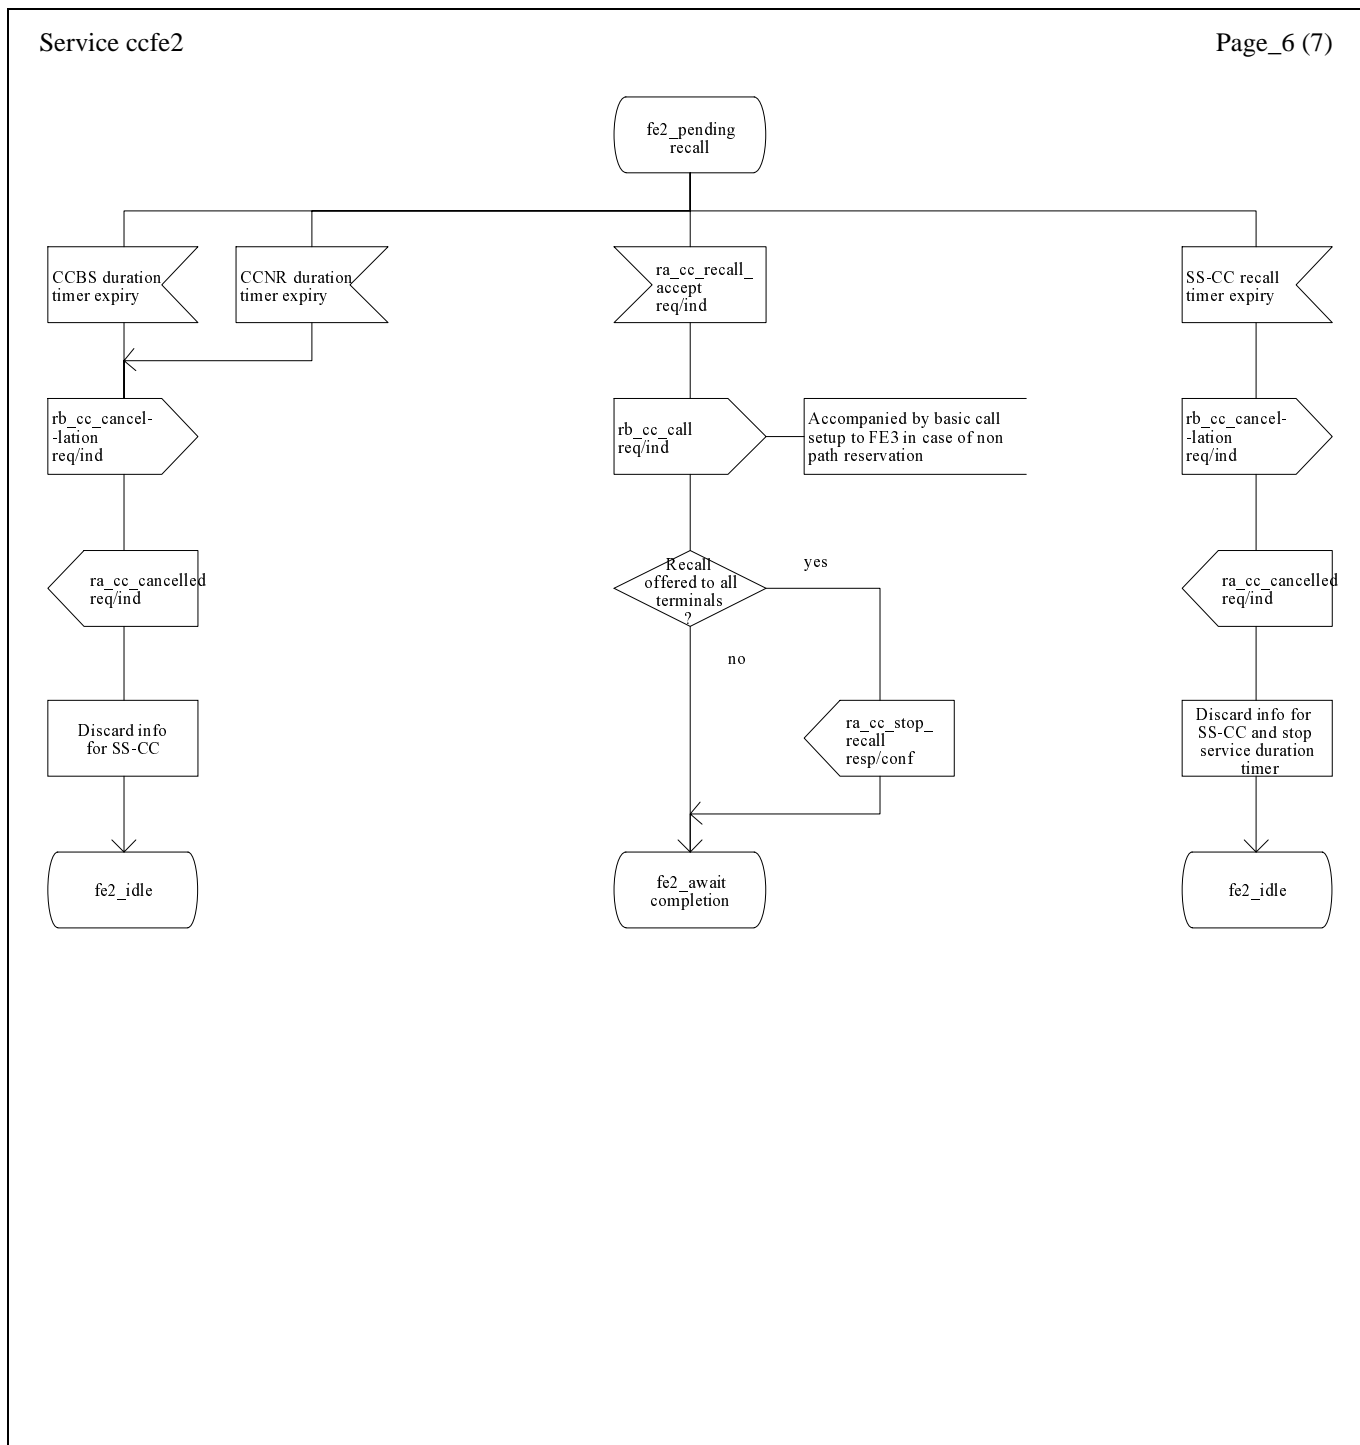 Service ccfe2
Page_6 (7)
fe2_pending
recall
CCBS duration
timer expiry
CCNR duration
timer expiry
ra_cc_recall_
accept
req/ind
SS-CC recall
timer expiry
rb_cc_cancel-
-lation
req/ind
rb_cc_call
req/ind
Accompanied by basic call
setup to FE3 in case of non
path reservation
rb_cc_cancel-
-lation
req/ind
ra_cc_cancelled
req/ind
Recall
offered to all
terminals
?
yes
no
ra_cc_cancelled
req/ind
Discard info
for SS-CC
ra_cc_stop_
recall
resp/conf
Discard info for
SS-CC and stop
service duration
timer
fe2_idle
fe2_await
completion
fe2_idle